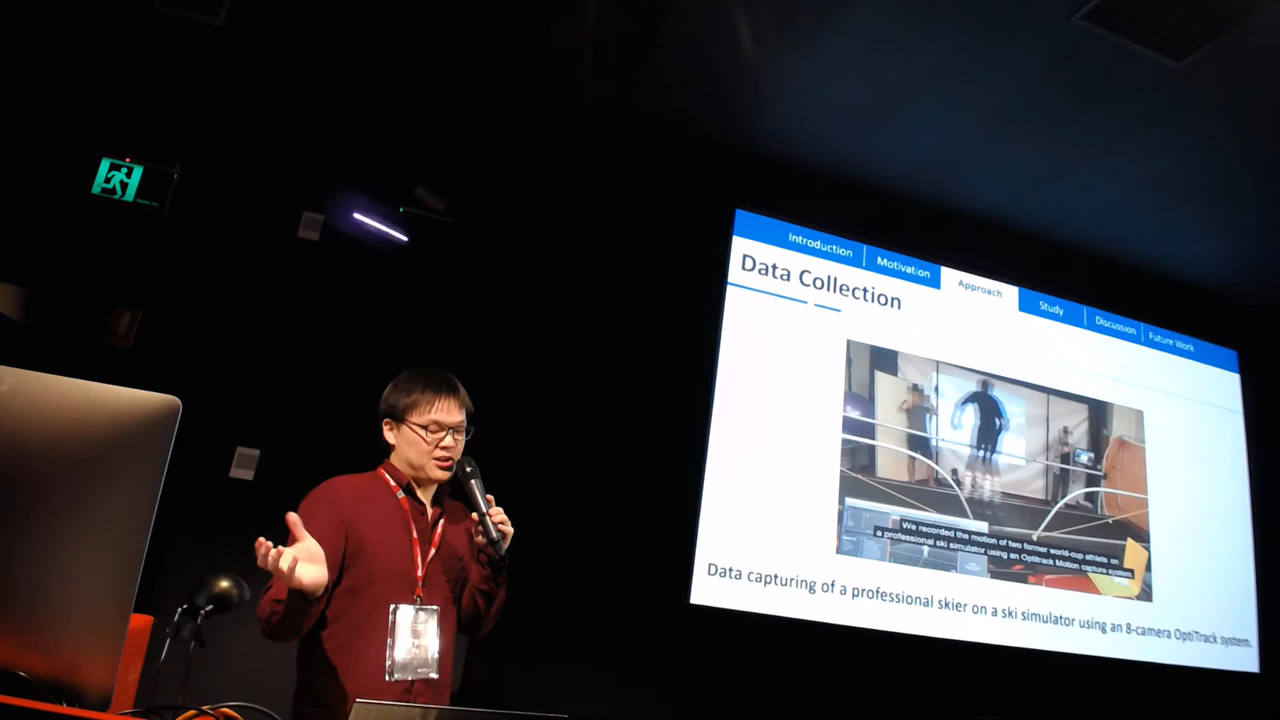 Introduction
Motivation
Approach
Study
Discussion
Future Work
Data Collection
We recorded the motion of two former world-cup athlets on
a professional ski simulator using an Optitrack Motion capture system.
Data capturing of a professional skier on a ski simulator using an 8-camera OptiTrack system.